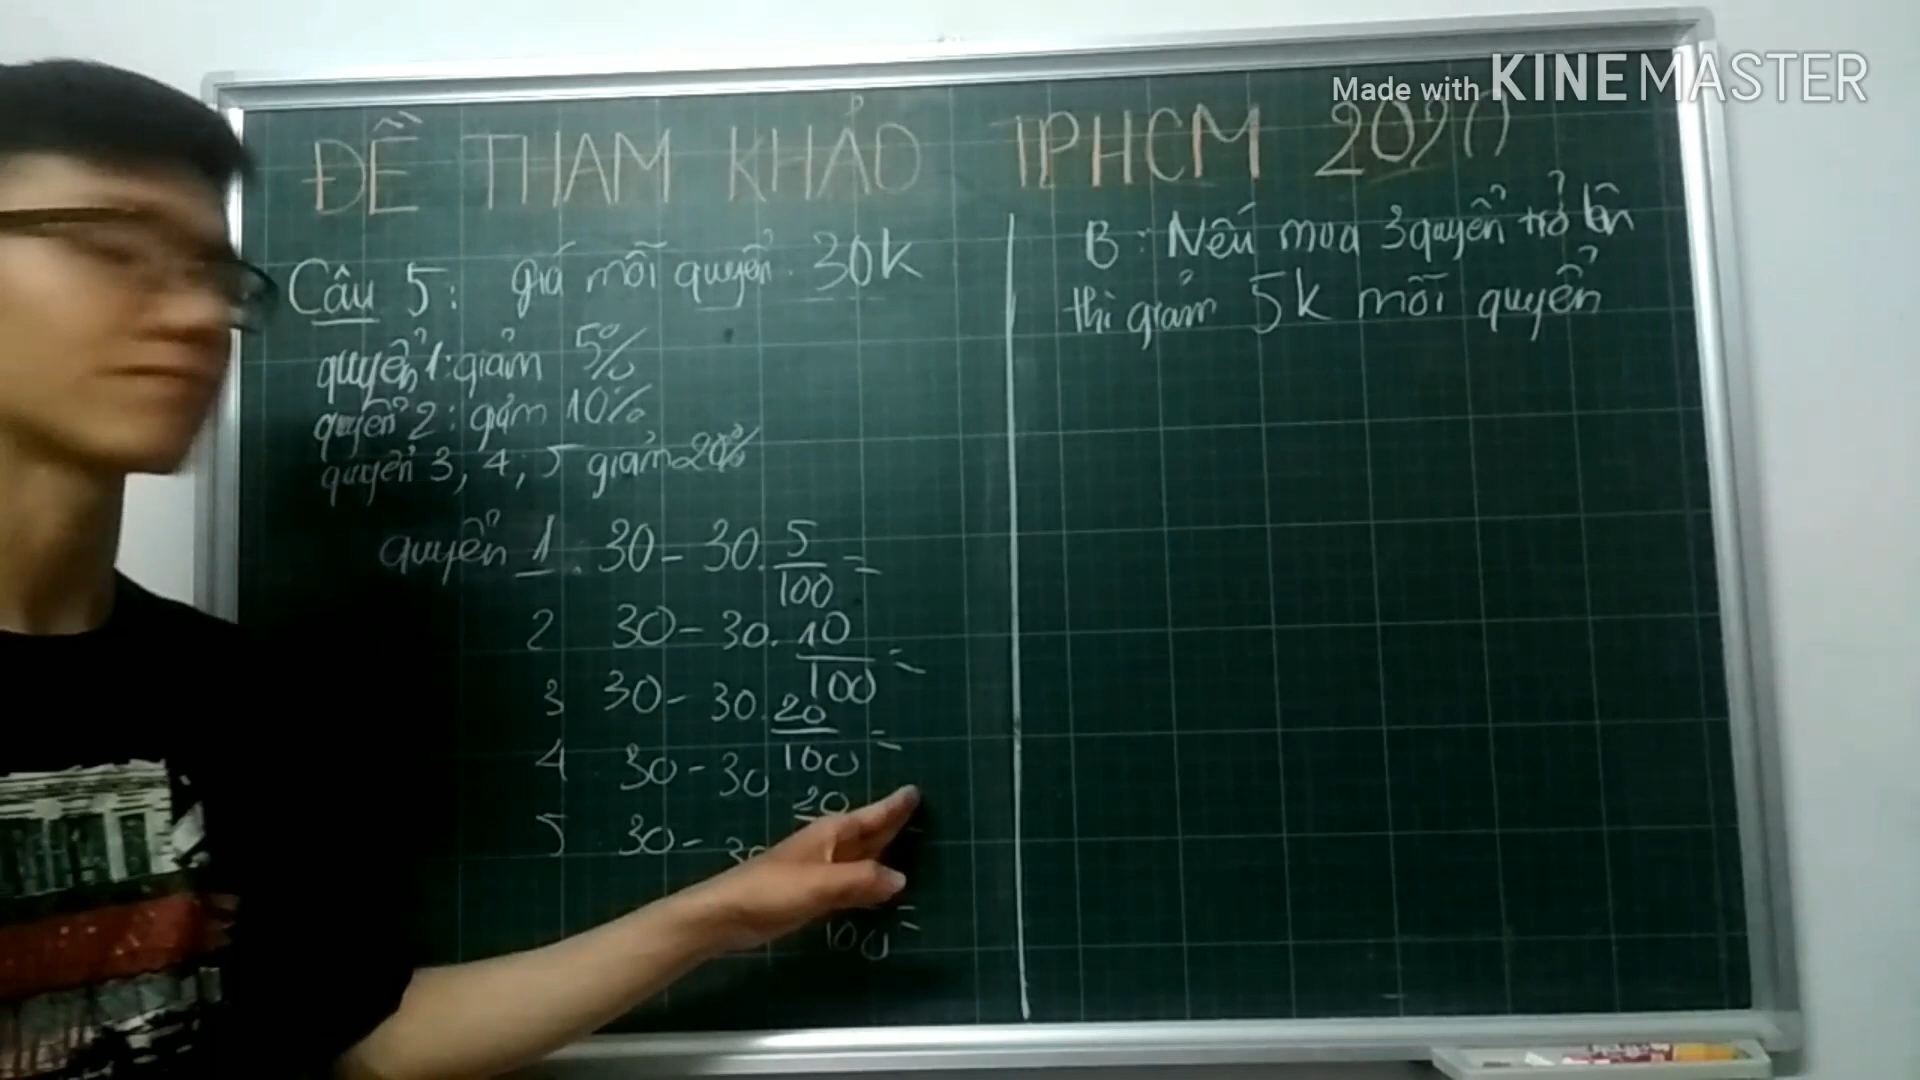 Made with KINEMASTER
ĐỀ THAM KHẢO TPHCM 2020
Câu 5: giá mỗi quyển 30k
quyển 1: giảm 5%
quyển 2: giảm 10%
quyển 3, 4, 5 giảm 20%
quyển 1. 30 - 30. 5/100 =
2 30 - 30. 10/100 =
3 30 - 30. 20/100 =
4 30 - 30 20
5 30 - 30
100 =
B: Nếu mua 3 quyển trở lên
thì giảm 5k mỗi quyển